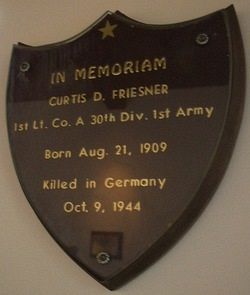 IN MEMORIAM
CURTIS D. FRIESNER
1st Lt. Co. A 30th Div. 1st Army
Born Aug. 21, 1909
Killed in Germany
Oct. 9, 1944